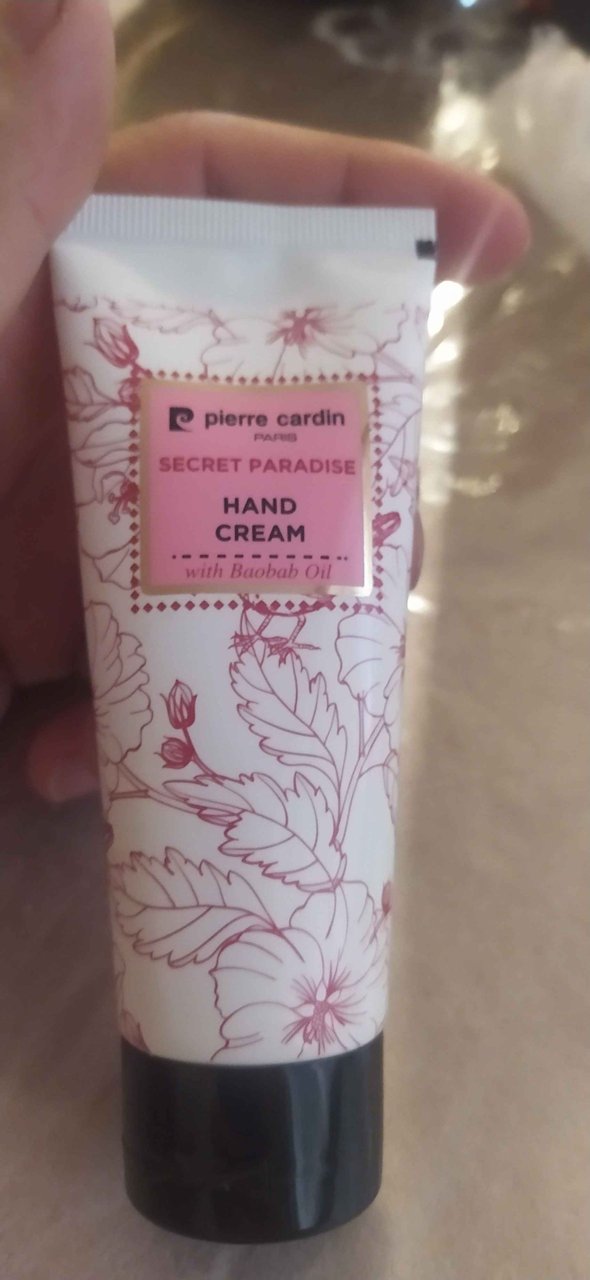 pierre cardin
PARIS
SECRET PARADISE
HAND
CREAM
with Baobab Oil